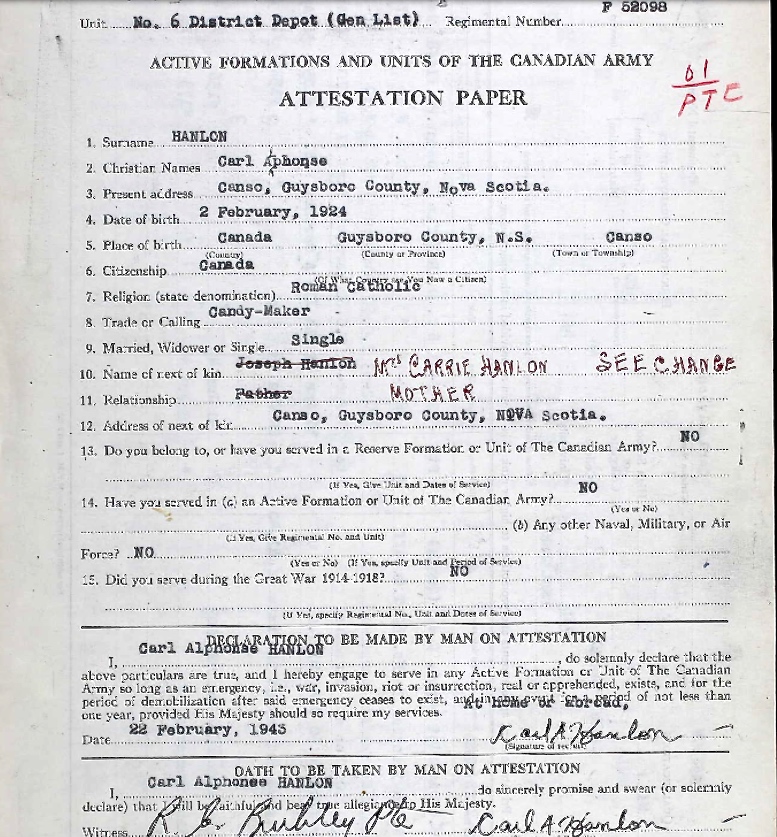 Unit No. 6 District Depot (Gen List) Regimental Number F 52098
ACTIVE FORMATIONS AND UNITS OF THE CANADIAN ARMY
01
PTE
ATTESTATION PAPER
1. Surname HANLON
2. Christian Names Carl Aphonse
3. Present address Canso, Guysboro County, Nova Scotia.
4. Date of birth 2 February, 1924
5. Place of birth Canada Guysboro County, N.S. Canso
(Country) (County or Province) (Town or Township)
6. Citizenship Canada
(Of What Country are You Now a Citizen)
7. Religion (state denomination) Roman Catholic
8. Trade or Calling Candy-Maker
9. Married, Widower or Single Single
10. Name of next of kin Joseph Hanlon Mrs CARRIE HANLON SEE CHANGE
11. Relationship Father MOTHER
12. Address of next of kin Canso, Guysboro County, NOVA Scotia.
13. Do you belong to, or have you served in a Reserve Formation or Unit of The Canadian Army? NO
(If Yes, Give Unit and Dates of Service)
14. Have you served in (a) an Active Formation or Unit of The Canadian Army? NO
(Yes or No)
(b) Any other Naval, Military, or Air
(If Yes, Give Regimental No. and Unit)
Force? NO
(Yes or No) (If Yes, specify Unit and Period of Service)
15. Did you serve during the Great War 1914-1918? NO
(If Yes, specify Regimental No., Unit and Dates of Service)
DECLARATION TO BE MADE BY MAN ON ATTESTATION
I, Carl Alphonse HANLON, do solemnly declare that the
above particulars are true, and I hereby engage to serve in any Active Formation or Unit of The Canadian
Army so long as an emergency, i.e., war, invasion, riot or insurrection, real or apprehended, exists, and for the
period of demobilization after said emergency ceases to exist, and in any event for a period of not less than
At Home or Abroad,
one year, provided His Majesty should so require my services.
Date 22 February, 1943 Carl A. Hanlon
(Signature of recruit)
OATH TO BE TAKEN BY MAN ON ATTESTATION
I, Carl Alphonse HANLON do sincerely promise and swear (or solemnly
declare) that I will be faithful and bear true allegiance to His Majesty.
Witness Pte Carl A. Hanlon